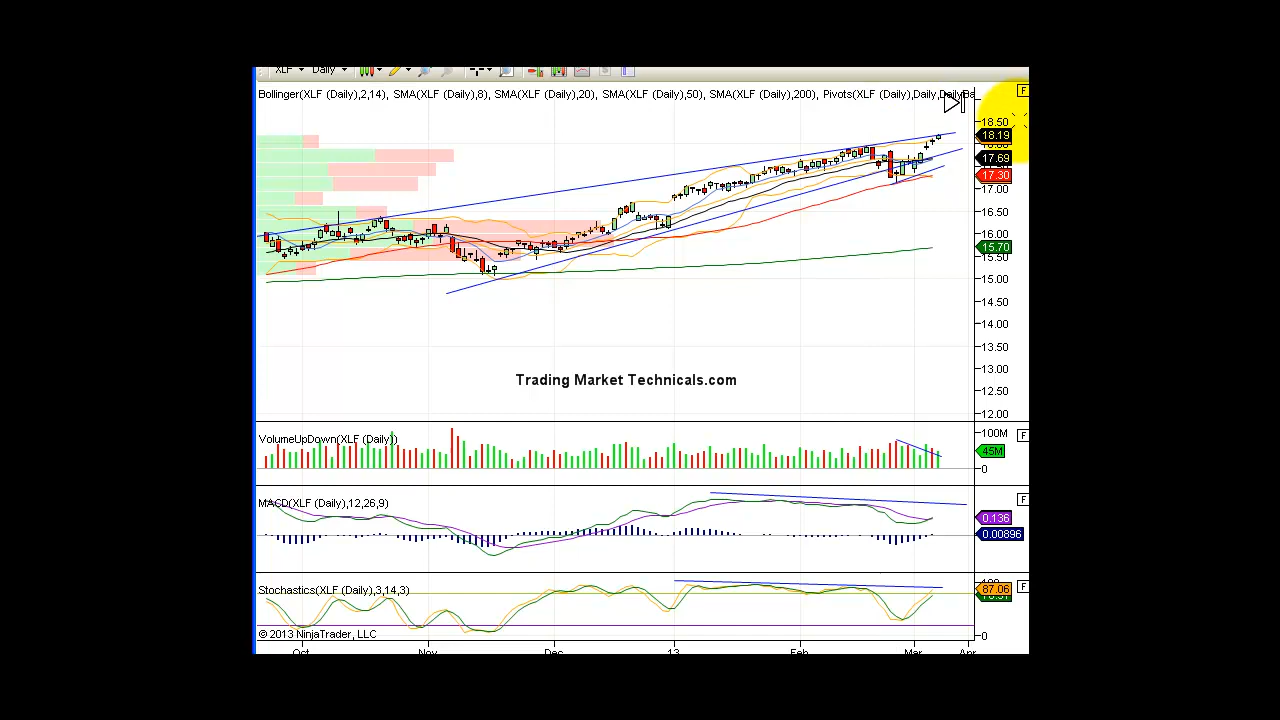 XLF Daily
Bollinger(XLF (Daily),2,14), SMA(XLF (Daily),8), SMA(XLF (Daily),20), SMA(XLF (Daily),50), SMA(XLF (Daily),200), Pivots(XLF (Daily),Daily,DailyBa
F
18.50
18.19
17.69
17.30
17.00
16.50
16.00
15.70
15.50
15.00
14.50
14.00
13.50
13.00
12.50
12.00
Trading Market Technicals.com
VolumeUpDown(XLF (Daily))
100M
F
45M
0
MACD(XLF (Daily),12,26,9)
F
0.136
0.00896
Stochastics(XLF (Daily),3,14,3)
F
87.06
0
© 2013 NinjaTrader, LLC
Oct Nov Dec 13 Feb Mar Apr